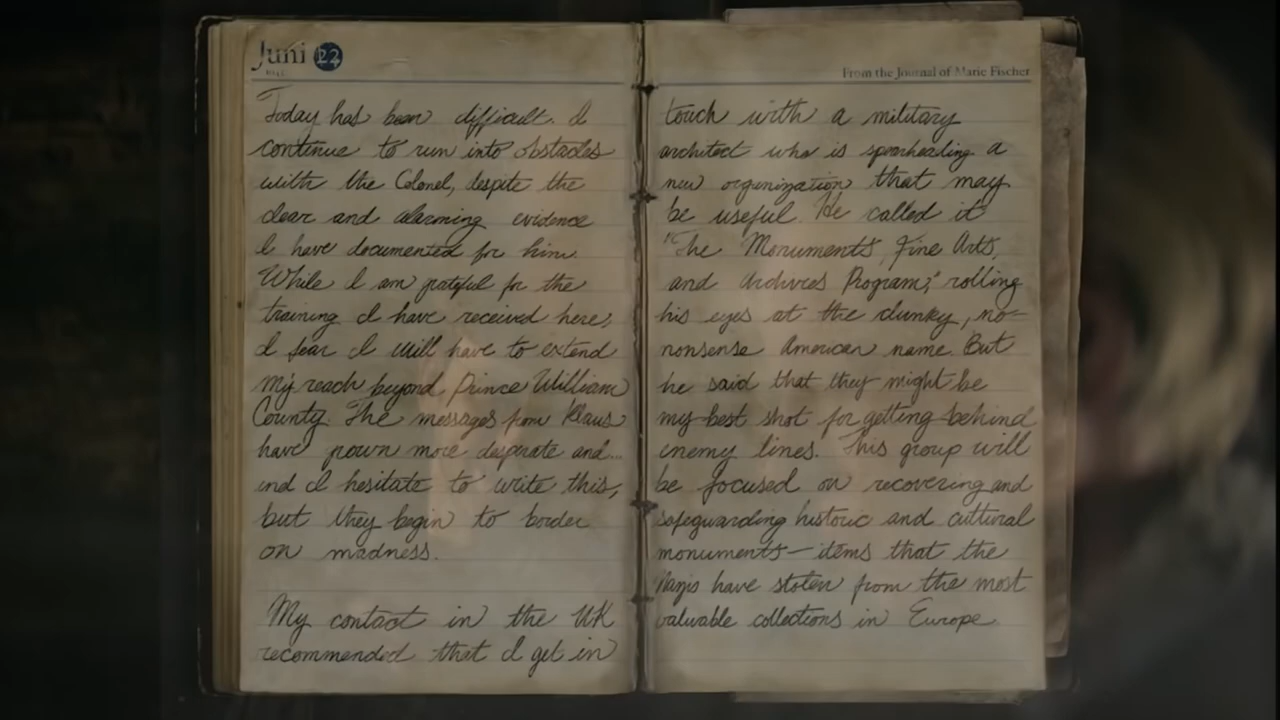 Juni 22
Today has been difficult. I
continue to run into obstacles
with the Colonel, despite the
clear and alarming evidence
I have documented for him.
While I am grateful for the
training I have received here,
I fear I will have to extend
my reach beyond Prince William
County. The messages from Klaus
have grown more desperate and...
and I hesitate to write this,
but they begin to border
on madness.
My contact in the UK
recommended that I get in
From the Journal of Marie Fischer
touch with a military
architect who is spearheading a
new organization that may
be useful. He called it
"The Monuments, Fine Arts,
and Archives Program," rolling
his eyes at the clunky, no-
nonsense American name. But
he said that they might be
my best shot for getting behind
enemy lines. This group will
be focused on recovering and
safeguarding historic and cultural
monuments—items that the
Nazis have stolen from the most
valuable collections in Europe.